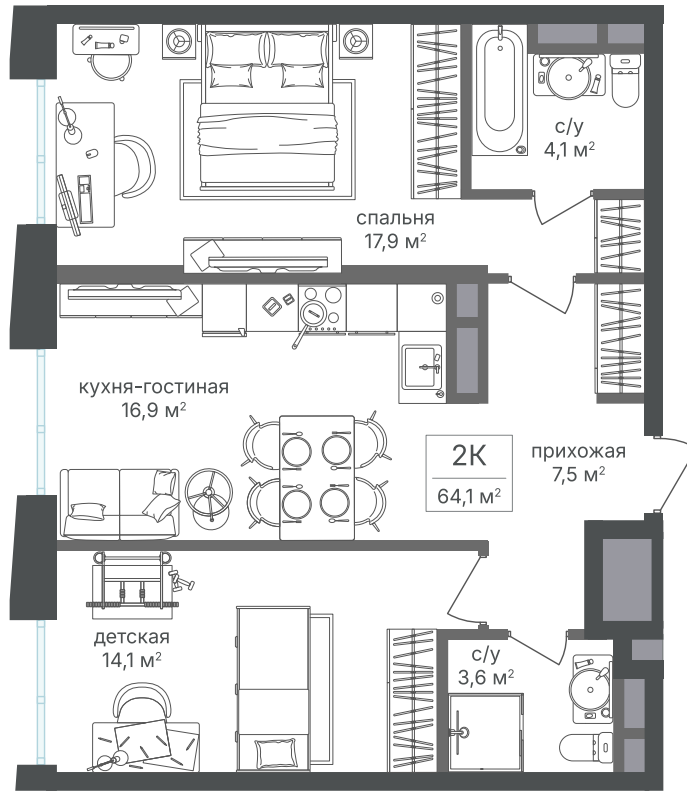 с/у
4,1 м²
спальня
17,9 м²
кухня-гостиная
16,9 м²
2К
64,1 м²
прихожая
7,5 м²
детская
14,1 м²
с/у
3,6 м²